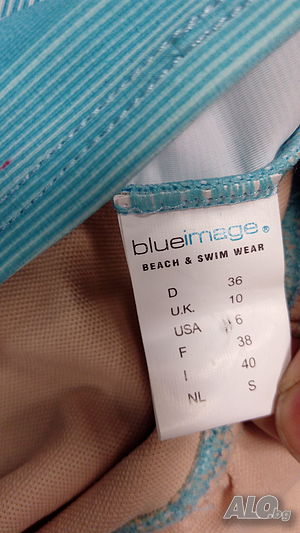 blueimage®
BEACH & SWIM WEAR
D 36
U.K. 10
USA 6
F 38
I 40
NL S
ALO.bg